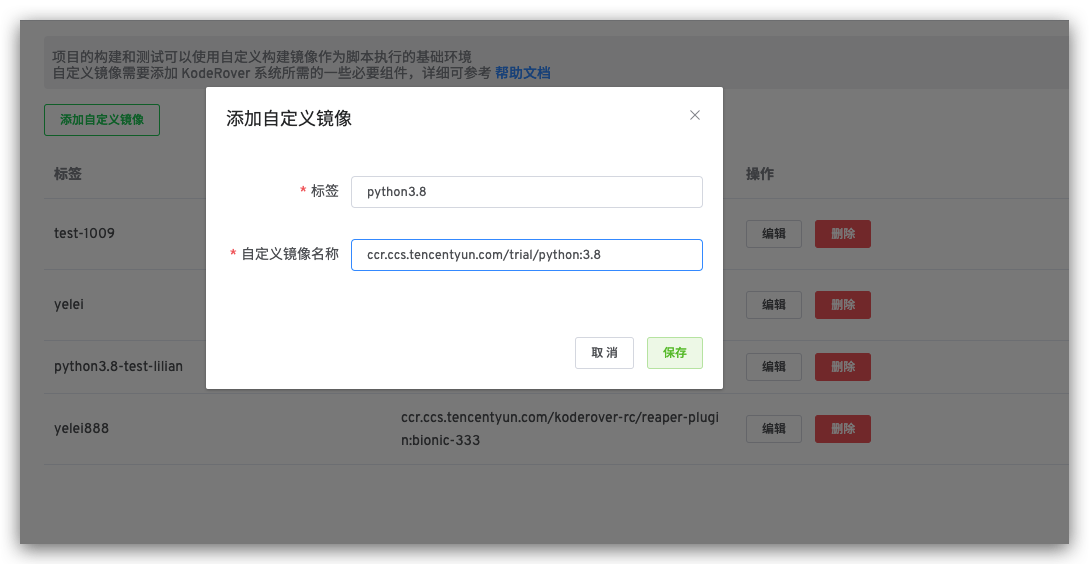 项目的构建和测试可以使用自定义构建镜像作为脚本执行的基础环境
自定义镜像需要添加 KodeRover 系统所需的一些必要组件，详细可参考 帮助文档
添加自定义镜像
标签
操作
test-1009
编辑 删除
yelei
编辑 删除
python3.8-test-lilian
编辑 删除
yelei888
ccr.ccs.tencentyun.com/koderover-rc/reaper-plugi
n:bionic-333
编辑 删除
添加自定义镜像
* 标签 python3.8
* 自定义镜像名称 ccr.ccs.tencentyun.com/trial/python:3.8
取消 保存